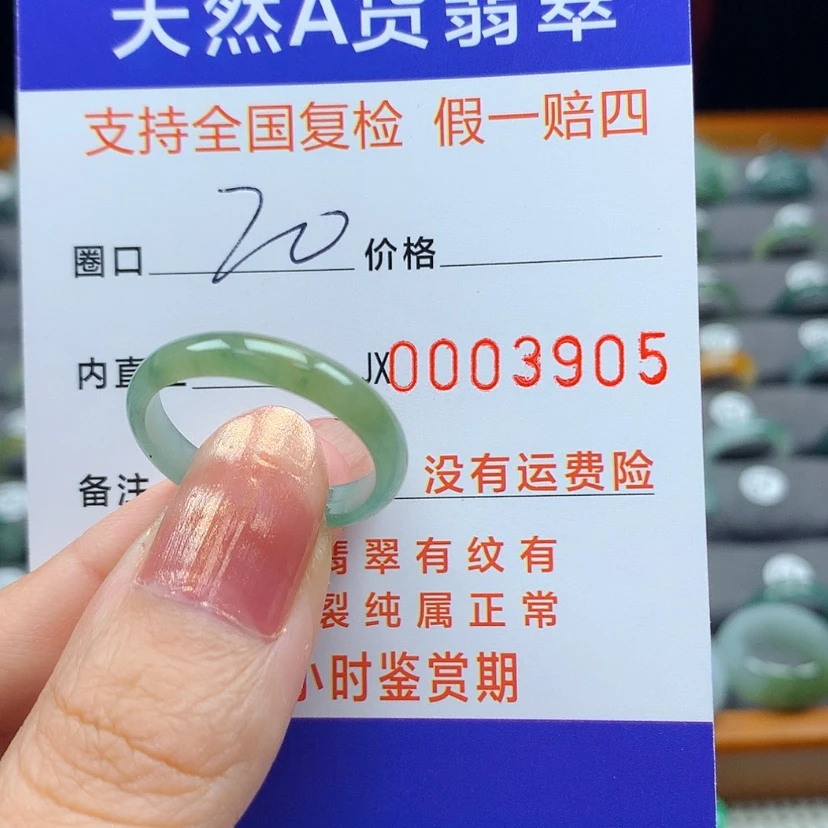 天然A货翡翠
支持全国复检 假一赔四
圈口 20 价格
内直 JX0003905
备注 没有运费险
翡翠有纹有
裂纯属正常
小时鉴赏期